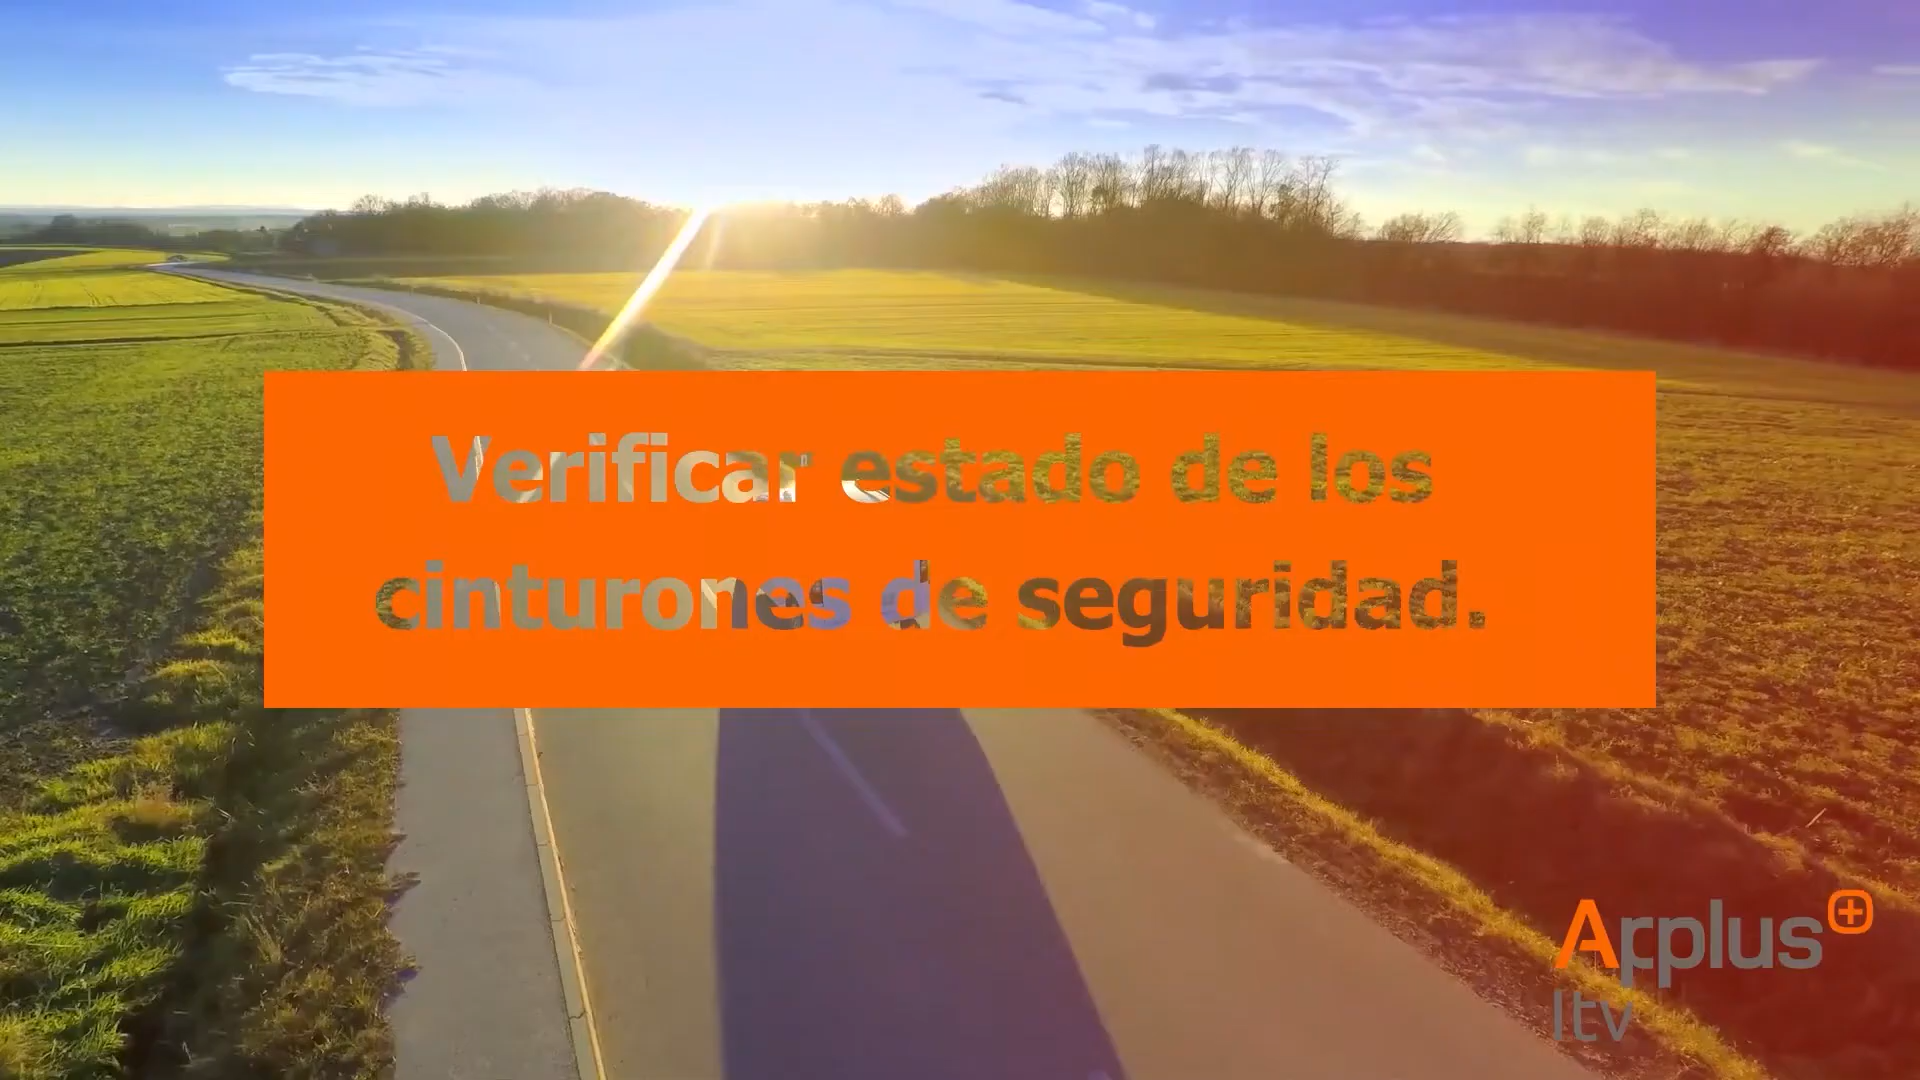 Verificar estado de los
cinturones de seguridad.
Applus+
Itv